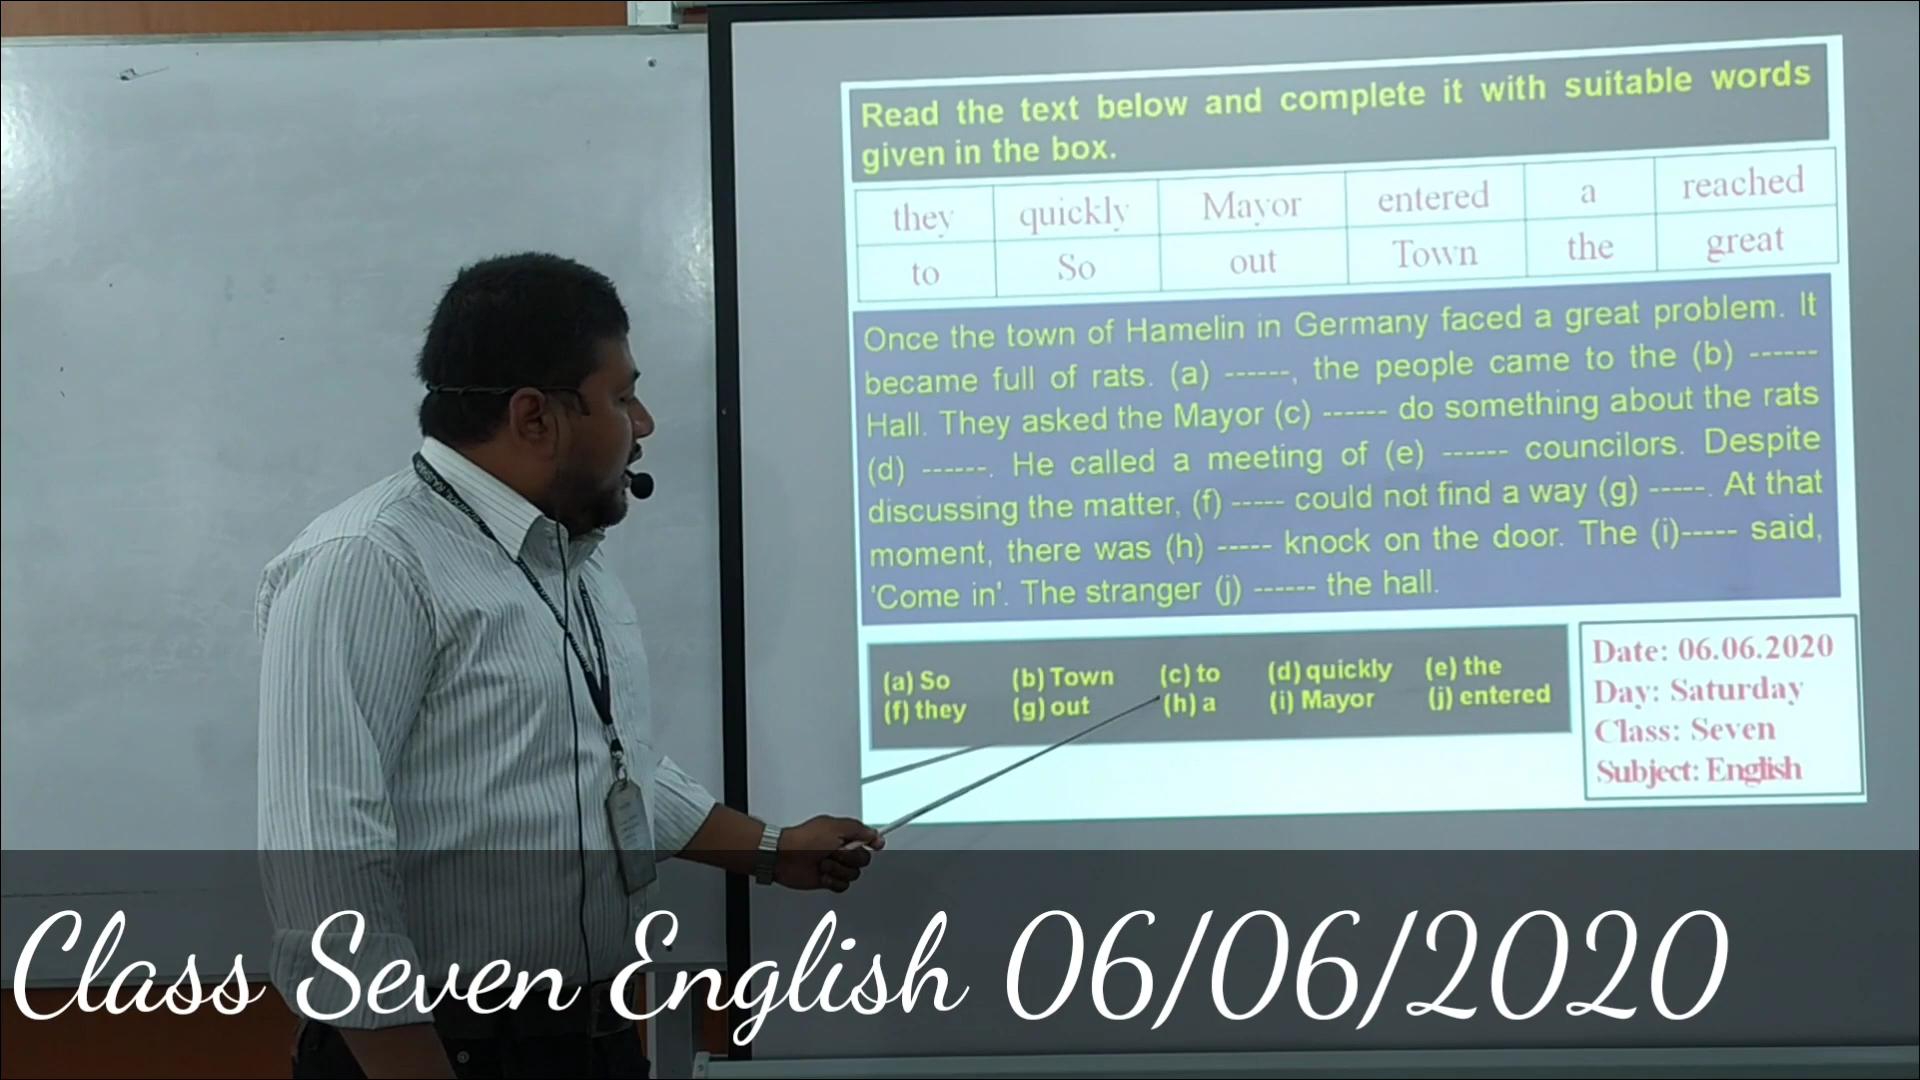 Read the text below and complete it with suitable words
given in the box.
they quickly Mayor entered a reached
to So out Town the great
Once the town of Hamelin in Germany faced a great problem. It
became full of rats. (a) ------, the people came to the (b) ------
Hall. They asked the Mayor (c) ------ do something about the rats
(d) ------. He called a meeting of (e) ------ councilors. Despite
discussing the matter, (f) ----- could not find a way (g) -----. At that
moment, there was (h) ----- knock on the door. The (i)----- said,
'Come in'. The stranger (j) ------ the hall.
(a) So (b) Town (c) to (d) quickly (e) the
(f) they (g) out (h) a (i) Mayor (j) entered
Date: 06.06.2020
Day: Saturday
Class: Seven
Subject: English
Class Seven English 06/06/2020